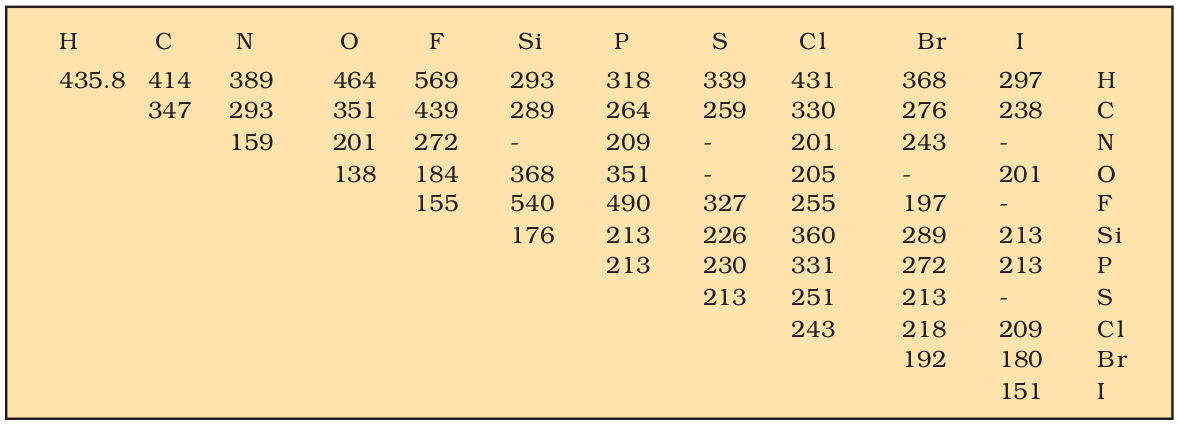 H C N O F Si P S Cl Br I
435.8 414 389 464 569 293 318 339 431 368 297 H
347 293 351 439 289 264 259 330 276 238 C
159 201 272 - 209 - 201 243 - N
138 184 368 351 - 205 - 201 O
155 540 490 327 255 197 - F
176 213 226 360 289 213 Si
213 230 331 272 213 P
213 251 213 - S
243 218 209 Cl
192 180 Br
151 I